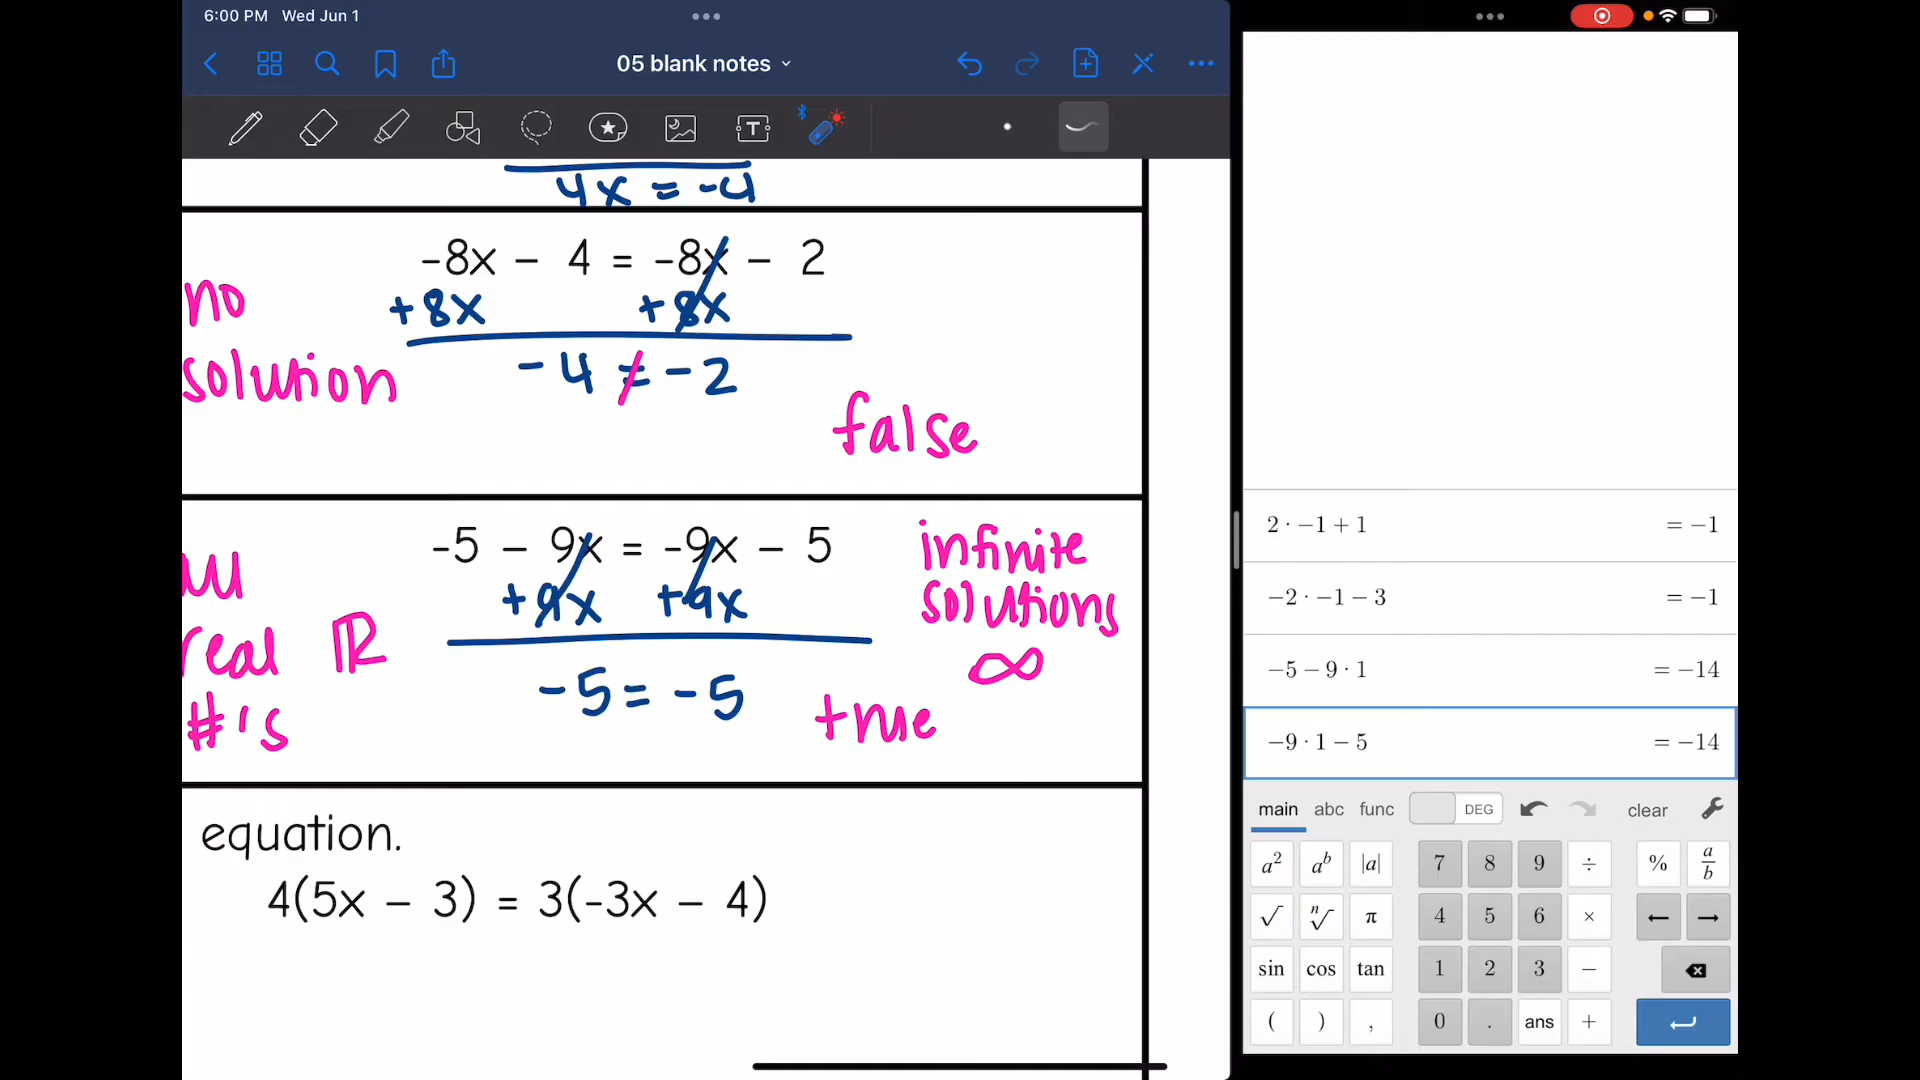 6:00 PM Wed Jun 1
05 blank notes
4x = -4
-8x - 4 = -8x - 2
+8x +8x
-4 ≠ -2
no
solution
false
-5 - 9x = -9x - 5
+9x +9x
-5 = -5
all
real ℝ
#'s
infinite
solutions
∞
true
equation.
4(5x - 3) = 3(-3x - 4)
2 · −1 + 1 = −1
−2 · −1 − 3 = −1
−5 − 9 · 1 = −14
−9 · 1 − 5 = −14
main abc func DEG clear
a² aᵇ |a| 7 8 9 ÷ % a/b
√ ⁿ√ π 4 5 6 × ← →
sin cos tan 1 2 3 −
( ) , 0 . ans +